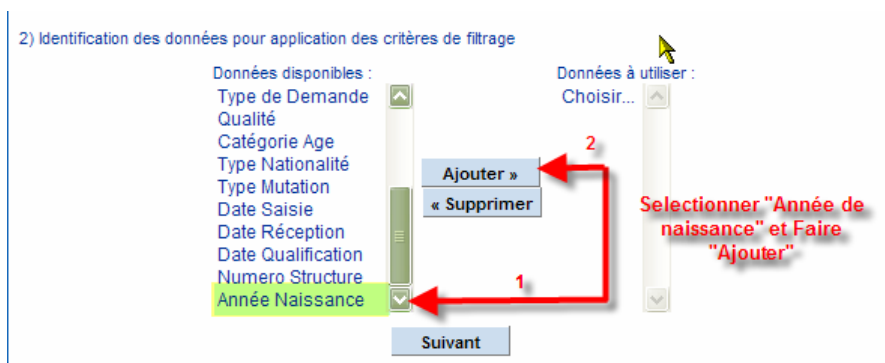 2) Identification des données pour application des critères de filtrage
Données disponibles :
Données à utiliser :
Type de Demande
Choisir...
Qualité
Catégorie Age
Type Nationalité
Type Mutation
Date Saisie
Date Réception
Date Qualification
Numero Structure
Année Naissance
Ajouter »
« Supprimer
2
1
Selectionner "Année de
naissance" et Faire
"Ajouter"
Suivant